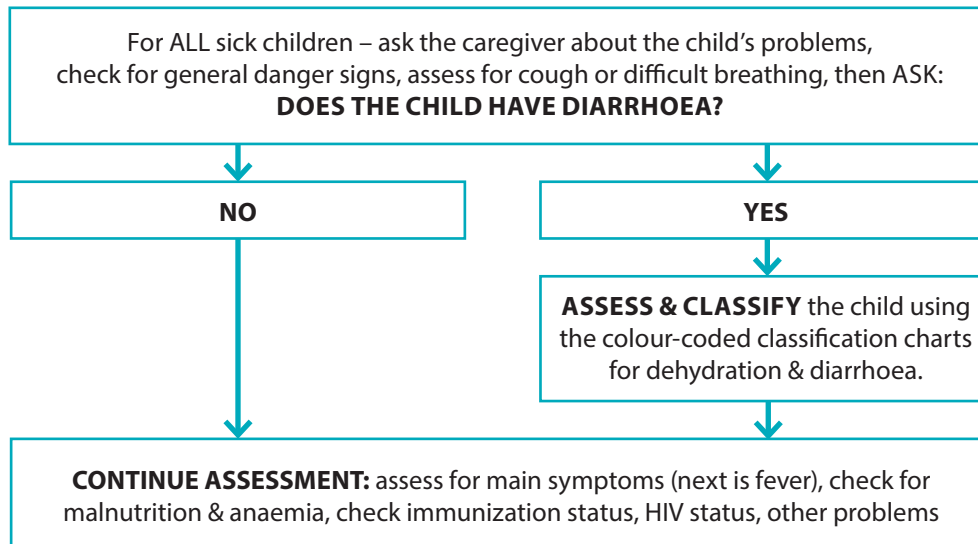 For ALL sick children – ask the caregiver about the child’s problems,
check for general danger signs, assess for cough or difficult breathing, then ASK:
DOES THE CHILD HAVE DIARRHOEA?
NO
YES
ASSESS & CLASSIFY the child using
the colour-coded classification charts
for dehydration & diarrhoea.
CONTINUE ASSESSMENT: assess for main symptoms (next is fever), check for
malnutrition & anaemia, check immunization status, HIV status, other problems